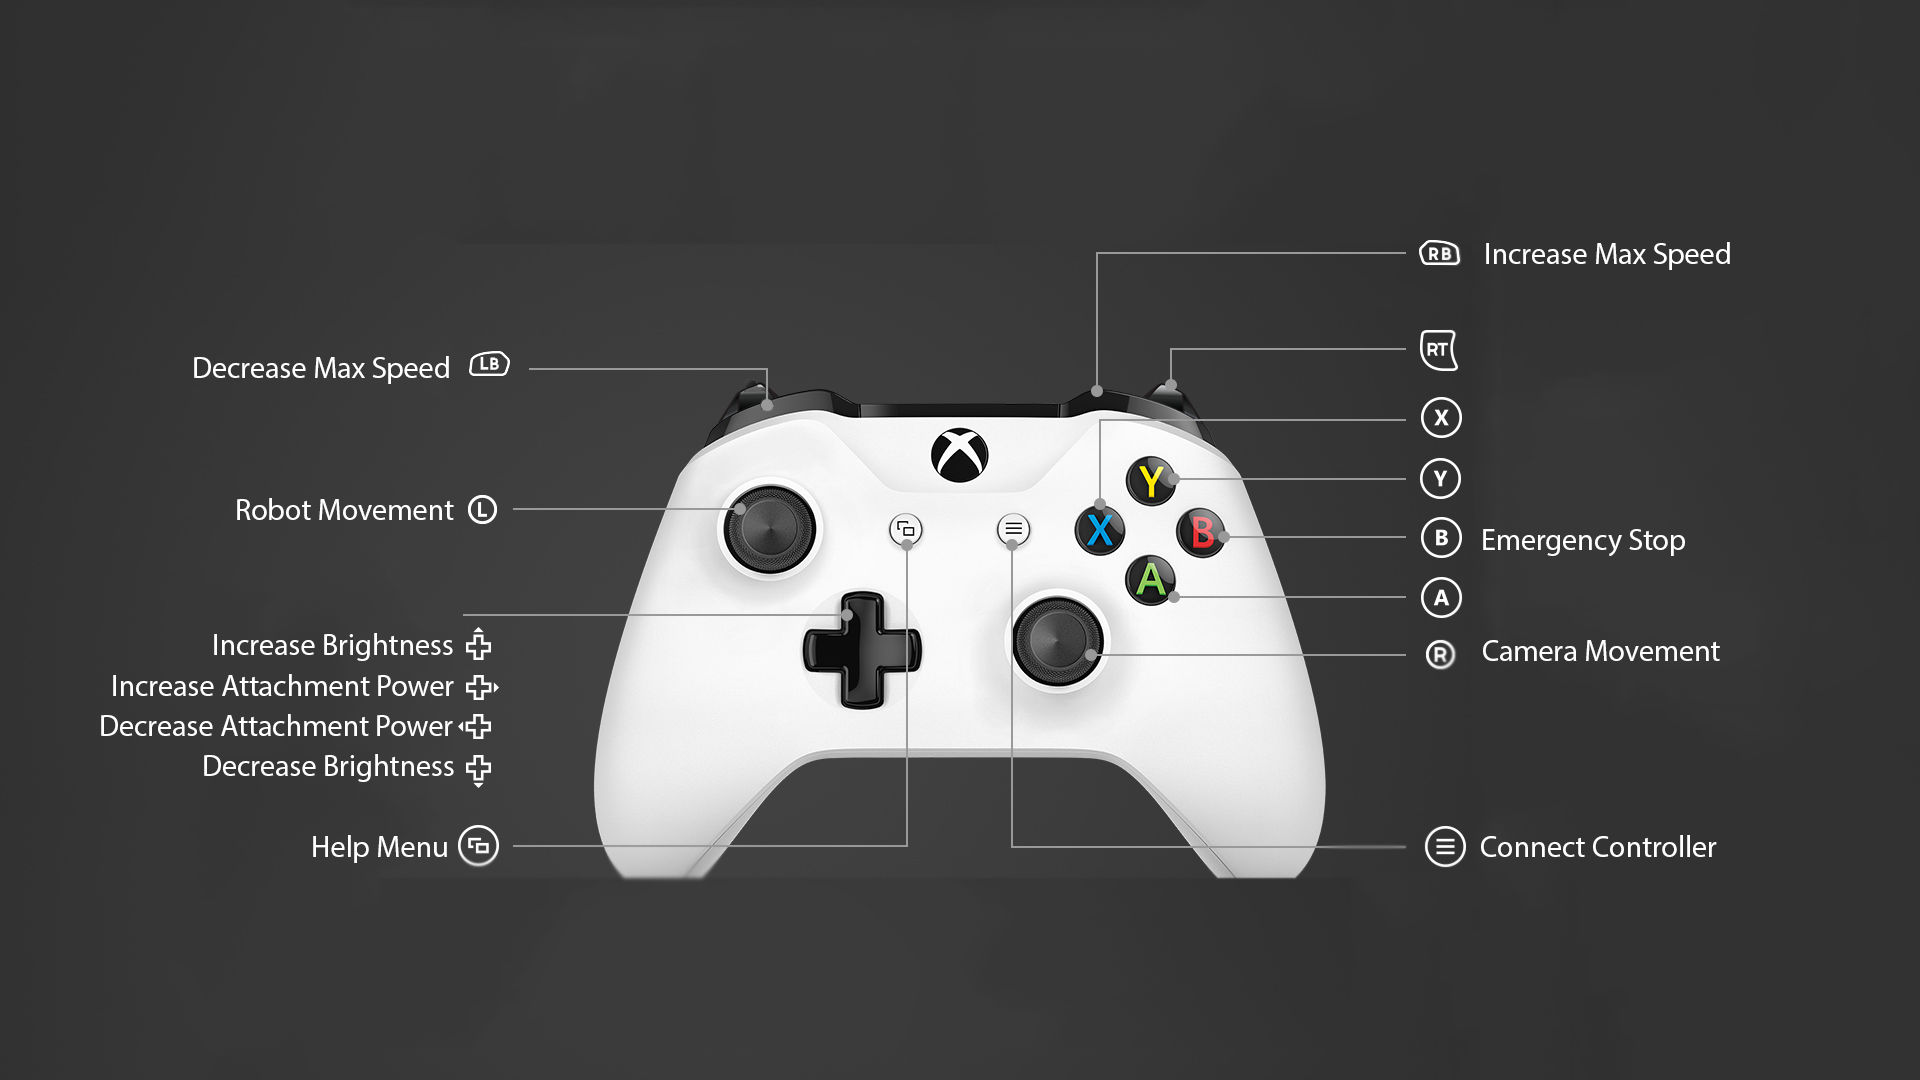 RB Increase Max Speed
RT
Decrease Max Speed LB
X
Y
Y
Robot Movement L
X
B
B Emergency Stop
A
A
Increase Brightness
R Camera Movement
Increase Attachment Power
Decrease Attachment Power
Decrease Brightness
Help Menu
Connect Controller